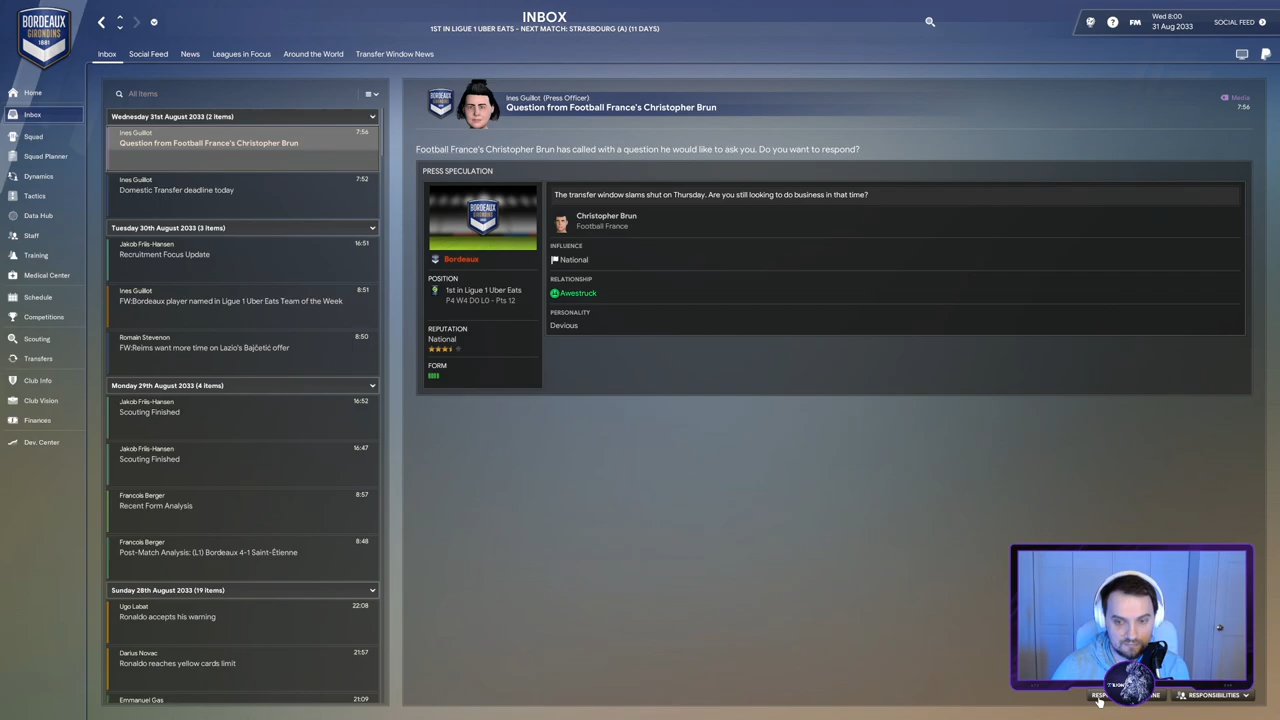 BORDEAUX
GIRONDINS
1881
INBOX
1ST IN LIGUE 1 UBER EATS - NEXT MATCH: STRASBOURG (A) (11 DAYS)
FM
Wed 8:00
31 Aug 2033
SOCIAL FEED
Inbox
Social Feed
News
Leagues in Focus
Around the World
Transfer Window News
Home
Inbox
Squad
Squad Planner
Dynamics
Tactics
Data Hub
Staff
Training
Medical Center
Schedule
Competitions
Scouting
Transfers
Club Info
Club Vision
Finances
Dev. Center
All Items
Wednesday 31st August 2033 (2 items)
Ines Guillot 7:56
Question from Football France's Christopher Brun
Ines Guillot 7:52
Domestic Transfer deadline today
Tuesday 30th August 2033 (3 items)
Jakob Friis-Hansen 16:51
Recruitment Focus Update
Ines Guillot 8:51
FW:Bordeaux player named in Ligue 1 Uber Eats Team of the Week
Romain Stevenon 8:50
FW:Reims want more time on Lazio's Bajčetić offer
Monday 29th August 2033 (4 items)
Jakob Friis-Hansen 16:52
Scouting Finished
Jakob Friis-Hansen 16:47
Scouting Finished
Francois Berger 8:57
Recent Form Analysis
Francois Berger 8:48
Post-Match Analysis: (L1) Bordeaux 4-1 Saint-Étienne
Sunday 28th August 2033 (19 items)
Ugo Labat 22:08
Ronaldo accepts his warning
Darius Novac 21:57
Ronaldo reaches yellow cards limit
Emmanuel Gas 21:09
Ines Guillot (Press Officer)
Question from Football France's Christopher Brun
Media
7:56
Football France's Christopher Brun has called with a question he would like to ask you. Do you want to respond?
PRESS SPECULATION
BORDEAUX
Bordeaux
POSITION
1st in Ligue 1 Uber Eats
P4 W4 D0 L0 - Pts 12
REPUTATION
National
FORM
The transfer window slams shut on Thursday. Are you still looking to do business in that time?
Christopher Brun
Football France
INFLUENCE
National
RELATIONSHIP
Awestruck
PERSONALITY
Devious
RESPONSIBILITIES